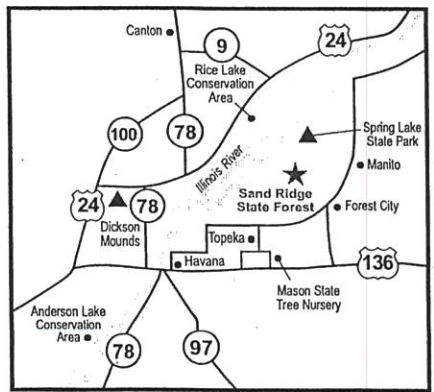 Canton
9
24
Rice Lake
Conservation
Area
100
78
Spring Lake
State Park
Illinois River
Manito
Sand Ridge
State Forest
24
78
Dickson
Mounds
Forest City
Topeka
Havana
136
Mason State
Tree Nursery
Anderson Lake
Conservation
Area
78
97